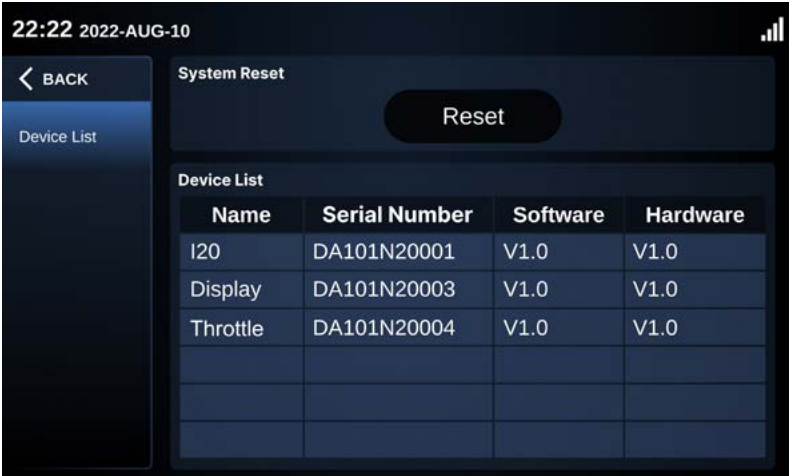 22:22 2022-AUG-10
BACK
Device List
System Reset
Reset
Device List
Name Serial Number Software Hardware
I20 DA101N20001 V1.0 V1.0
Display DA101N20003 V1.0 V1.0
Throttle DA101N20004 V1.0 V1.0